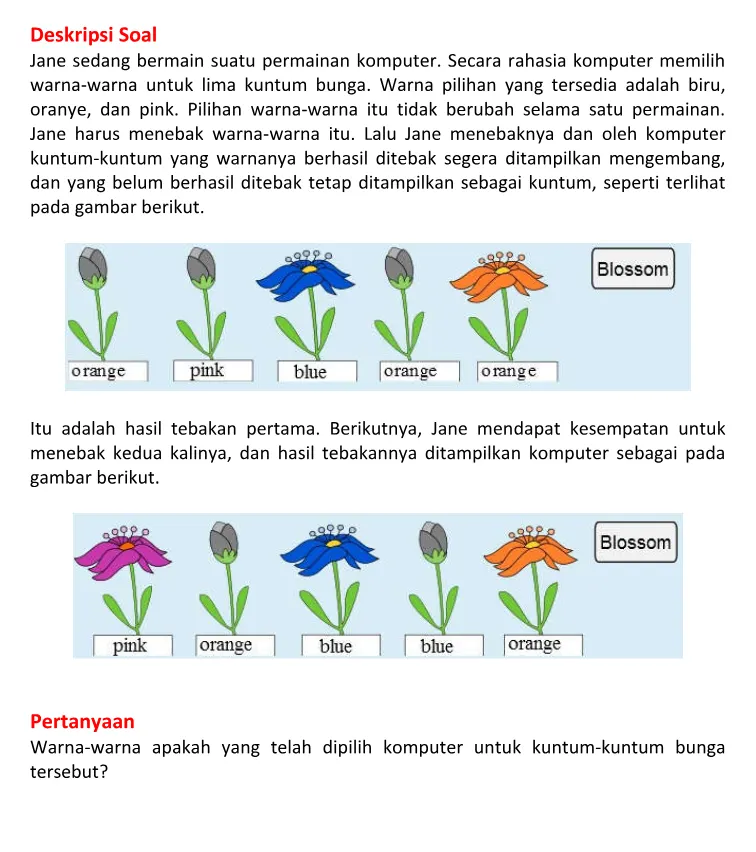 Deskripsi Soal
Jane sedang bermain suatu permainan komputer. Secara rahasia komputer memilih
warna-warna untuk lima kuntum bunga. Warna pilihan yang tersedia adalah biru,
oranye, dan pink. Pilihan warna-warna itu tidak berubah selama satu permainan.
Jane harus menebak warna-warna itu. Lalu Jane menebaknya dan oleh komputer
kuntum-kuntum yang warnanya berhasil ditebak segera ditampilkan mengembang,
dan yang belum berhasil ditebak tetap ditampilkan sebagai kuntum, seperti terlihat
pada gambar berikut.
Blossom
orange pink blue orange orange
Itu adalah hasil tebakan pertama. Berikutnya, Jane mendapat kesempatan untuk
menebak kedua kalinya, dan hasil tebakannya ditampilkan komputer sebagai pada
gambar berikut.
Blossom
pink orange blue blue orange
Pertanyaan
Warna-warna apakah yang telah dipilih komputer untuk kuntum-kuntum bunga
tersebut?